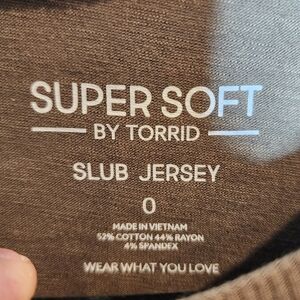 SUPER SOFT
BY TORRID
SLUB JERSEY
0
MADE IN VIETNAM
52% COTTON 44% RAYON
4% SPANDEX
WEAR WHAT YOU LOVE